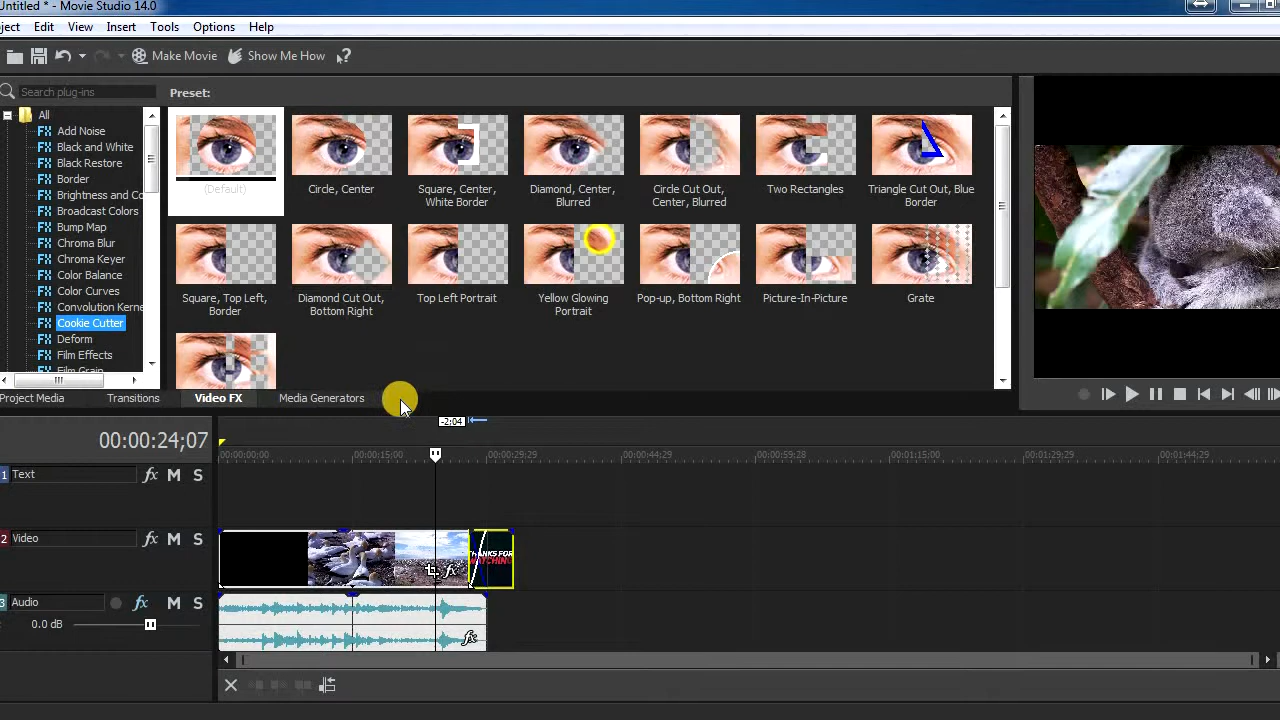 Untitled * - Movie Studio 14.0
ject Edit View Insert Tools Options Help
Make Movie Show Me How
Search plug-ins
Preset:
All
Add Noise
Black and White
Black Restore
Border
Brightness and Co
Broadcast Colors
Bump Map
Chroma Blur
Chroma Keyer
Color Balance
Color Curves
Convolution Kerne
Cookie Cutter
Deform
Film Effects
Film Grain
(Default)
Circle, Center
Square, Center,
White Border
Diamond, Center,
Blurred
Circle Cut Out,
Center, Blurred
Two Rectangles
Triangle Cut Out, Blue
Border
Square, Top Left,
Border
Diamond Cut Out,
Bottom Right
Top Left Portrait
Yellow Glowing
Portrait
Pop-up, Bottom Right
Picture-In-Picture
Grate
Project Media Transitions Video FX Media Generators
-2:04
00:00:24;07
00:00:00;00 00:00:15;00 00:00:29;29 00:00:44;29 00:00:59;28 00:01:15;00 00:01:29;29 00:01:44;29
1 Text fx M S
2 Video fx M S
fx
THANKS FOR
WATCHING
3 Audio fx M S
0.0 dB
fx